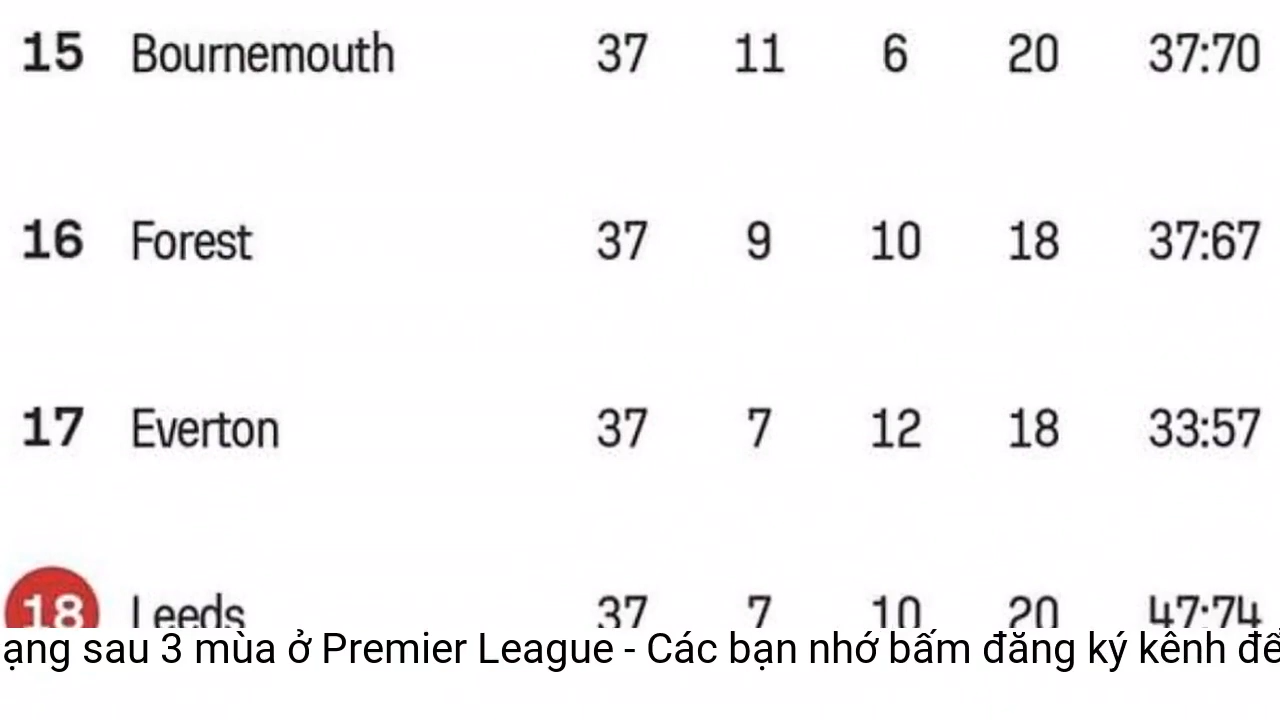 15 Bournemouth 37 11 6 20 37:70
16 Forest 37 9 10 18 37:67
17 Everton 37 7 12 18 33:57
18 Leeds 37 7 10 20 47:74
ạng sau 3 mùa ở Premier League - Các bạn nhớ bấm đăng ký kênh để